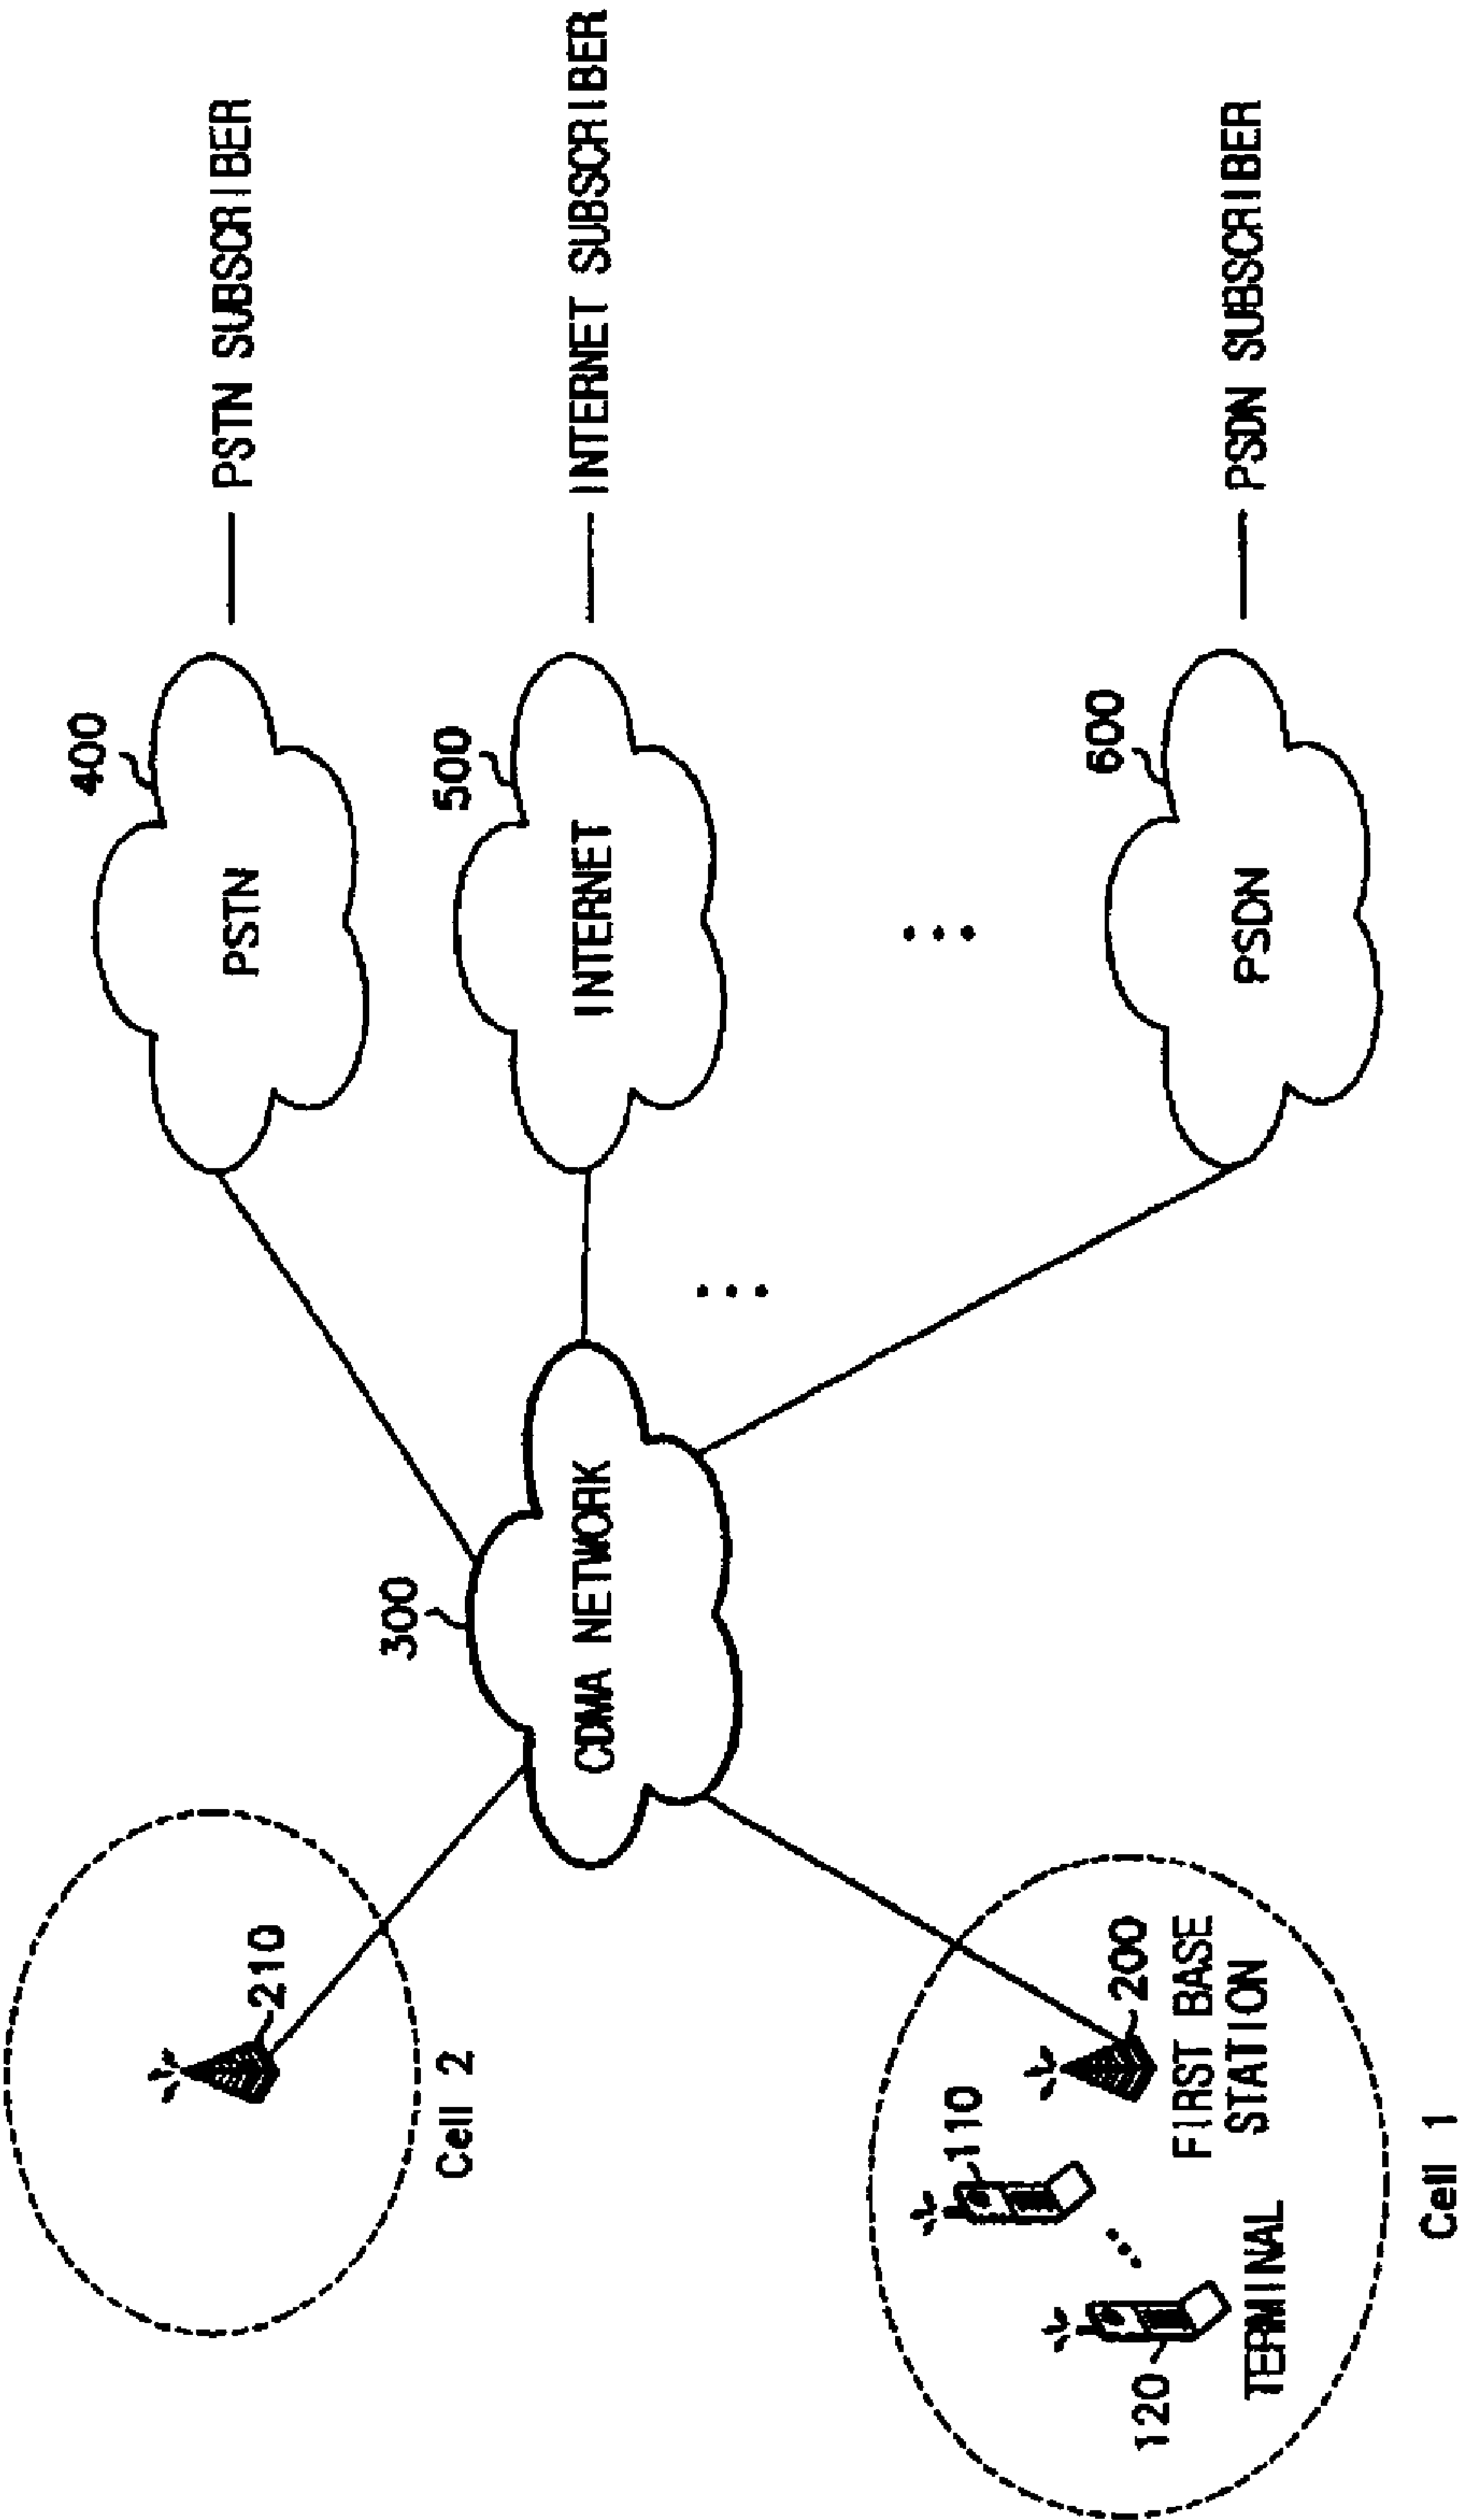 210
Cell 2
110
120
200
FIRST BASE
STATION
TERMINAL
Cell 1
300
CDMA NETWORK
400
PSTN
PSTN SUBSCRIBER
500
INTERNET
INTERNET SUBSCRIBER
600
PSDN
PSDN SUBSCRIBER